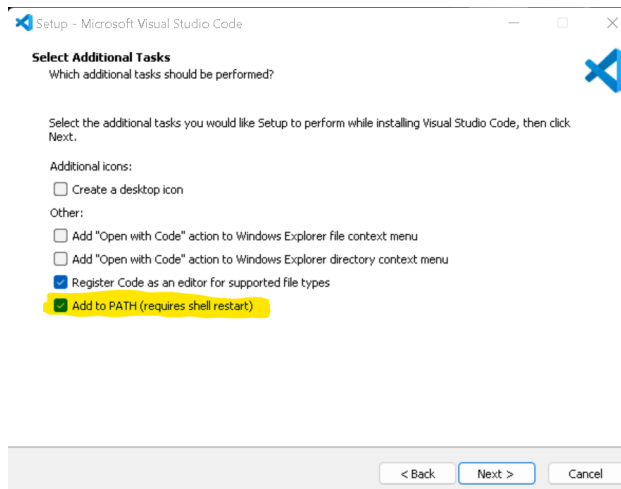 Setup - Microsoft Visual Studio Code
Select Additional Tasks
Which additional tasks should be performed?
Select the additional tasks you would like Setup to perform while installing Visual Studio Code, then click
Next.
Additional icons:
Create a desktop icon
Other:
Add "Open with Code" action to Windows Explorer file context menu
Add "Open with Code" action to Windows Explorer directory context menu
Register Code as an editor for supported file types
Add to PATH (requires shell restart)
< Back
Next >
Cancel